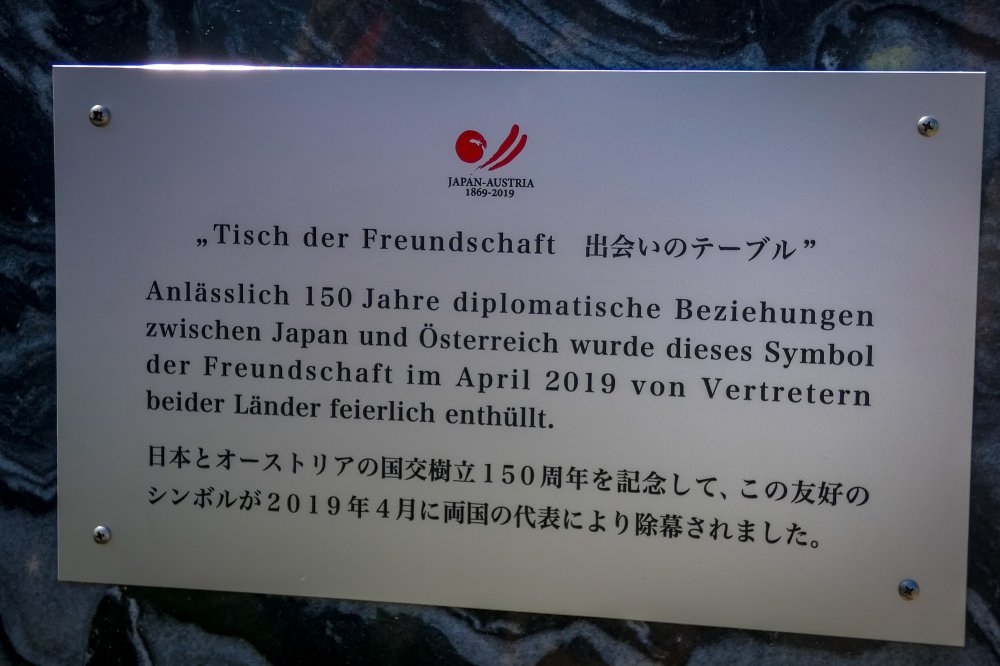 JAPAN-AUSTRIA
1869-2019
„Tisch der Freundschaft　出会いのテーブル”
Anlässlich 150 Jahre diplomatische Beziehungen
zwischen Japan und Österreich wurde dieses Symbol
der Freundschaft im April 2019 von Vertretern
beider Länder feierlich enthüllt.
日本とオーストリアの国交樹立１５０周年を記念して、この友好の
シンボルが２０１９年４月に両国の代表により除幕されました。